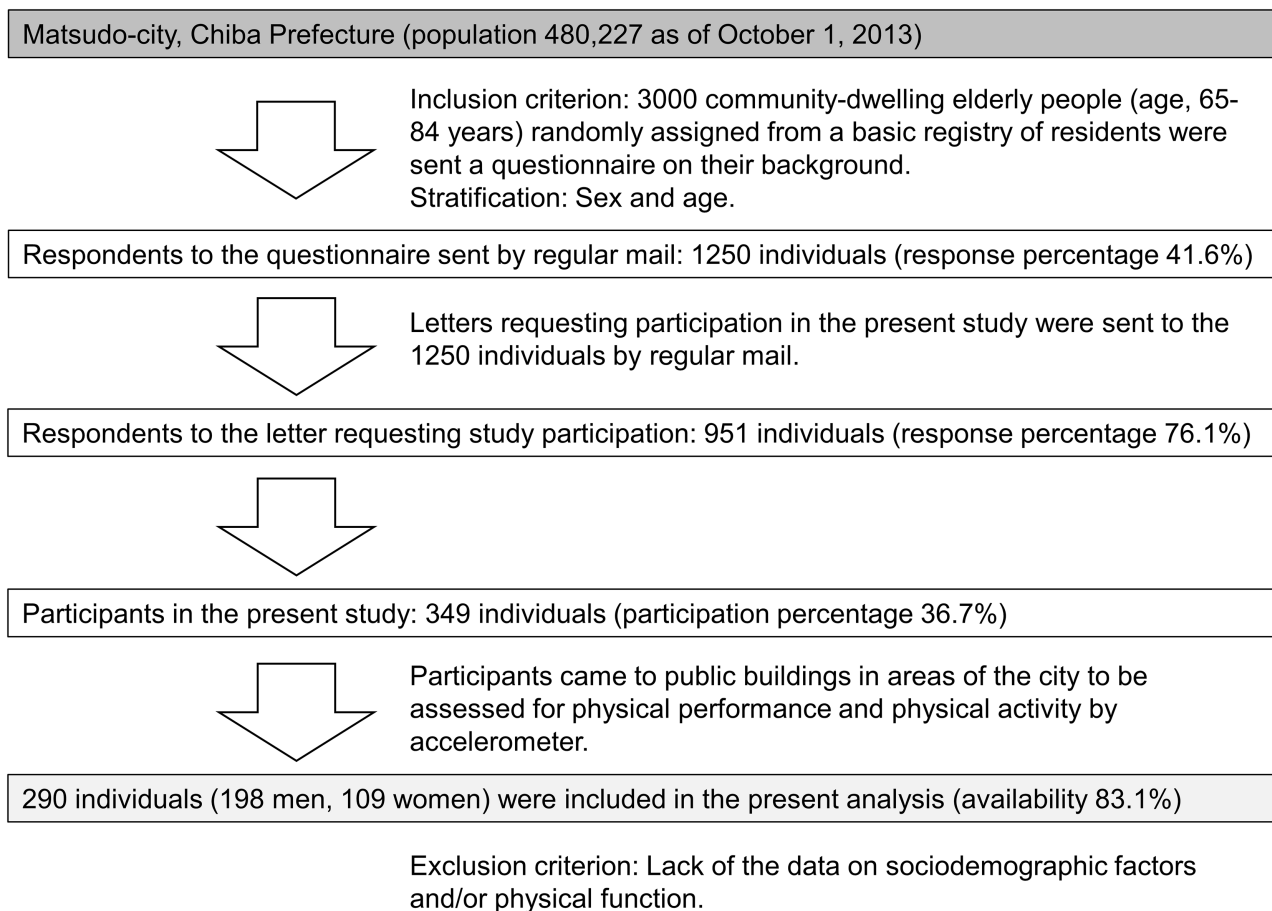 Matsudo-city, Chiba Prefecture (population 480,227 as of October 1, 2013)
Inclusion criterion: 3000 community-dwelling elderly people (age, 65-
84 years) randomly assigned from a basic registry of residents were
sent a questionnaire on their background.
Stratification: Sex and age.
Respondents to the questionnaire sent by regular mail: 1250 individuals (response percentage 41.6%)
Letters requesting participation in the present study were sent to the
1250 individuals by regular mail.
Respondents to the letter requesting study participation: 951 individuals (response percentage 76.1%)
Participants in the present study: 349 individuals (participation percentage 36.7%)
Participants came to public buildings in areas of the city to be
assessed for physical performance and physical activity by
accelerometer.
290 individuals (198 men, 109 women) were included in the present analysis (availability 83.1%)
Exclusion criterion: Lack of the data on sociodemographic factors
and/or physical function.